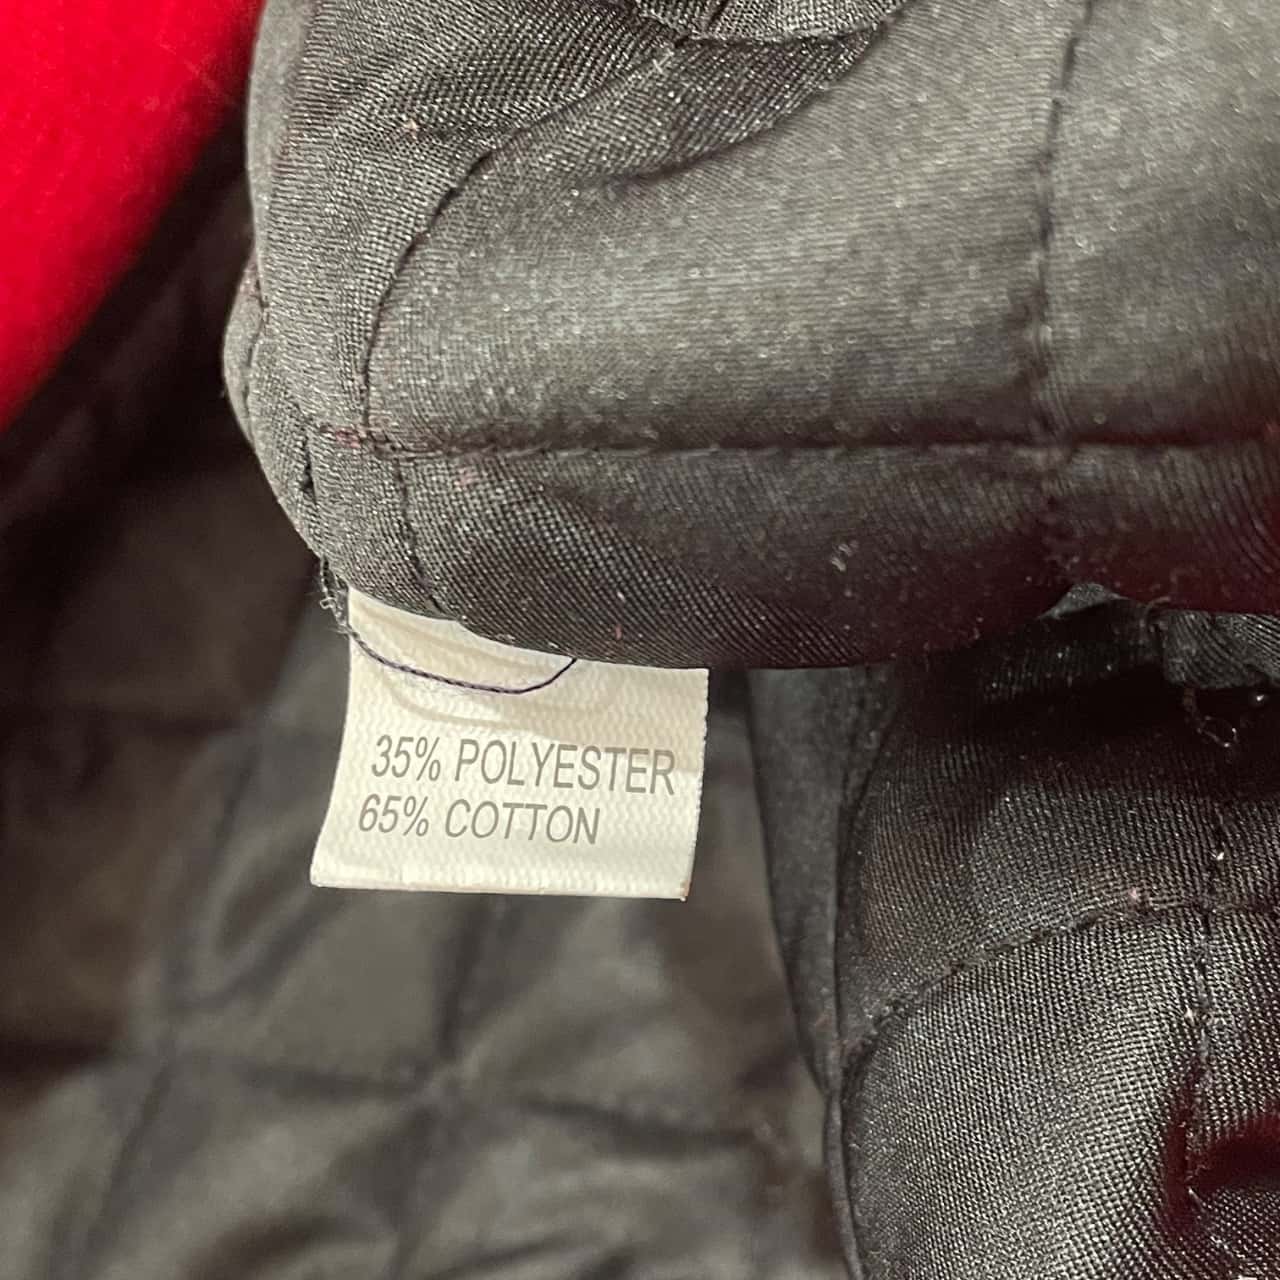 35% POLYESTER
65% COTTON